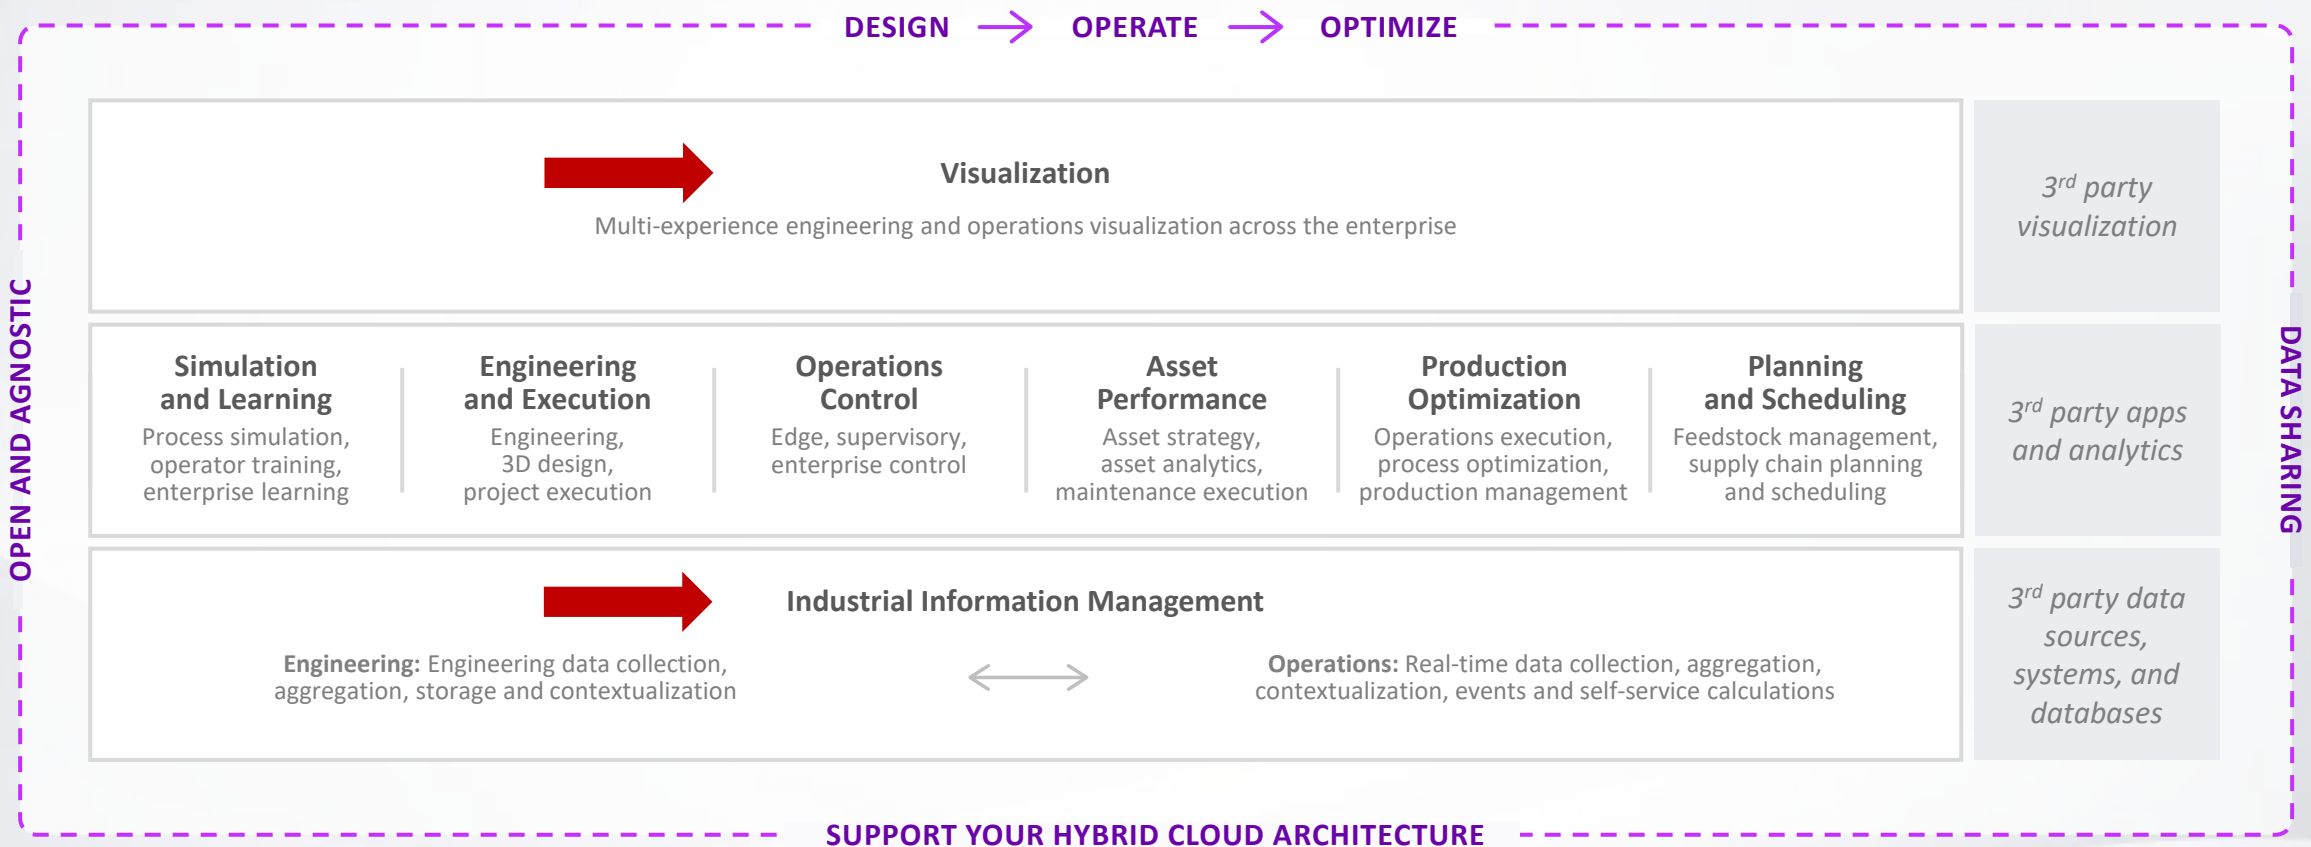 DESIGN OPERATE OPTIMIZE
OPEN AND AGNOSTIC
Visualization
Multi-experience engineering and operations visualization across the enterprise
3rd party
visualization
Simulation
and Learning
Process simulation,
operator training,
enterprise learning
Engineering
and Execution
Engineering,
3D design,
project execution
Operations
Control
Edge, supervisory,
enterprise control
Asset
Performance
Asset strategy,
asset analytics,
maintenance execution
Production
Optimization
Operations execution,
process optimization,
production management
Planning
and Scheduling
Feedstock management,
supply chain planning
and scheduling
3rd party apps
and analytics
Industrial Information Management
Engineering: Engineering data collection,
aggregation, storage and contextualization
Operations: Real-time data collection, aggregation,
contextualization, events and self-service calculations
3rd party data
sources,
systems, and
databases
DATA SHARING
SUPPORT YOUR HYBRID CLOUD ARCHITECTURE